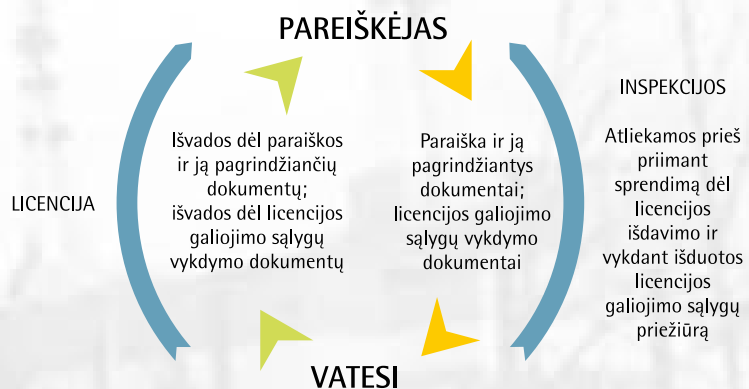 PAREIŠKĖJAS
LICENCIJA
Išvados dėl paraiškos
ir ją pagrindžiančių
dokumentų;
išvados dėl licencijos
galiojimo sąlygų
vykdymo dokumentų
Paraiška ir ją
pagrindžiantys
dokumentai;
licencijos galiojimo
sąlygų vykdymo
dokumentai
INSPEKCIJOS
Atliekamos prieš
priimant
sprendimą dėl
licencijos
išdavimo ir
vykdant išduotos
licencijos
galiojimo sąlygų
priežiūrą
VATESI